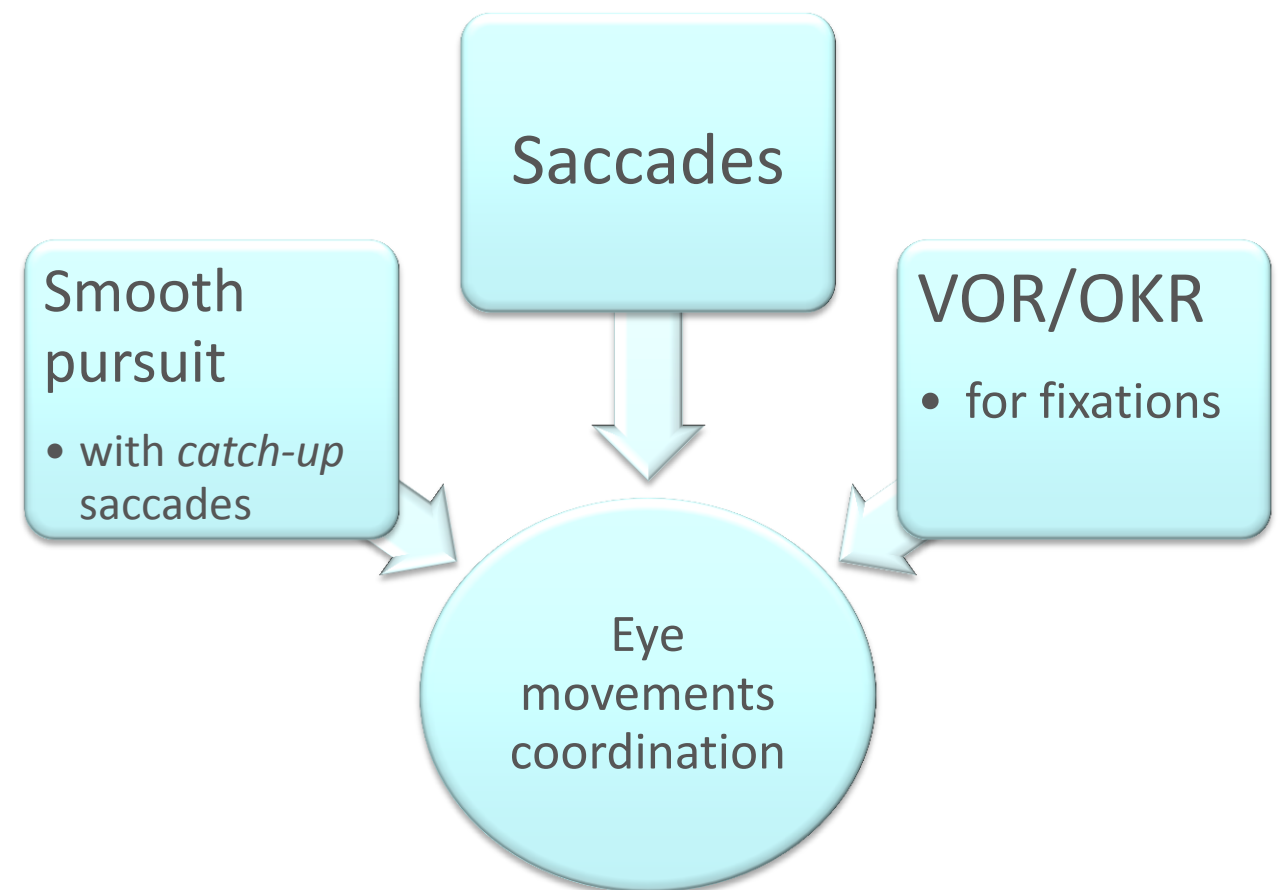 Saccades
Smooth
pursuit
• with catch-up
saccades
VOR/OKR
• for fixations
Eye
movements
coordination